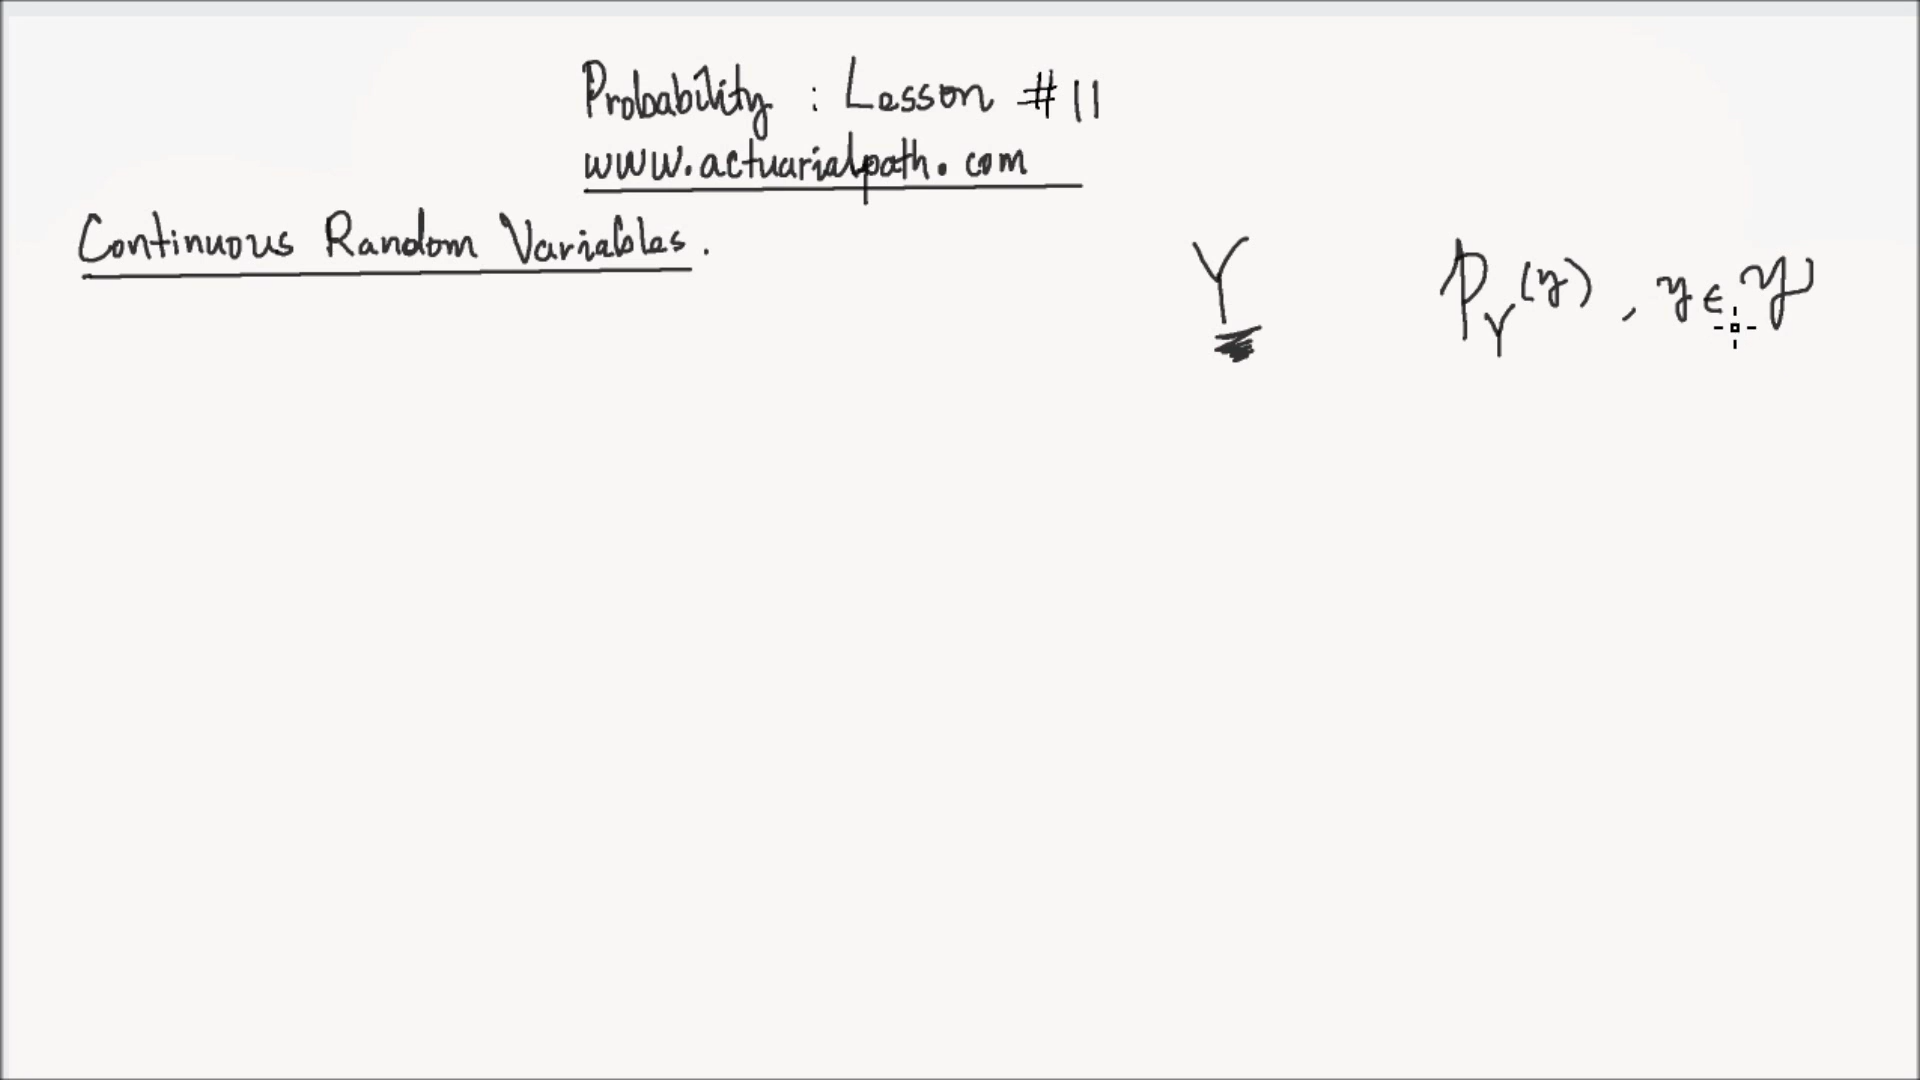 Probability : Lesson #11
www.actuarialpath.com
Continuous Random Variables.
Y
p_Y(y), y ∈ 𝒴